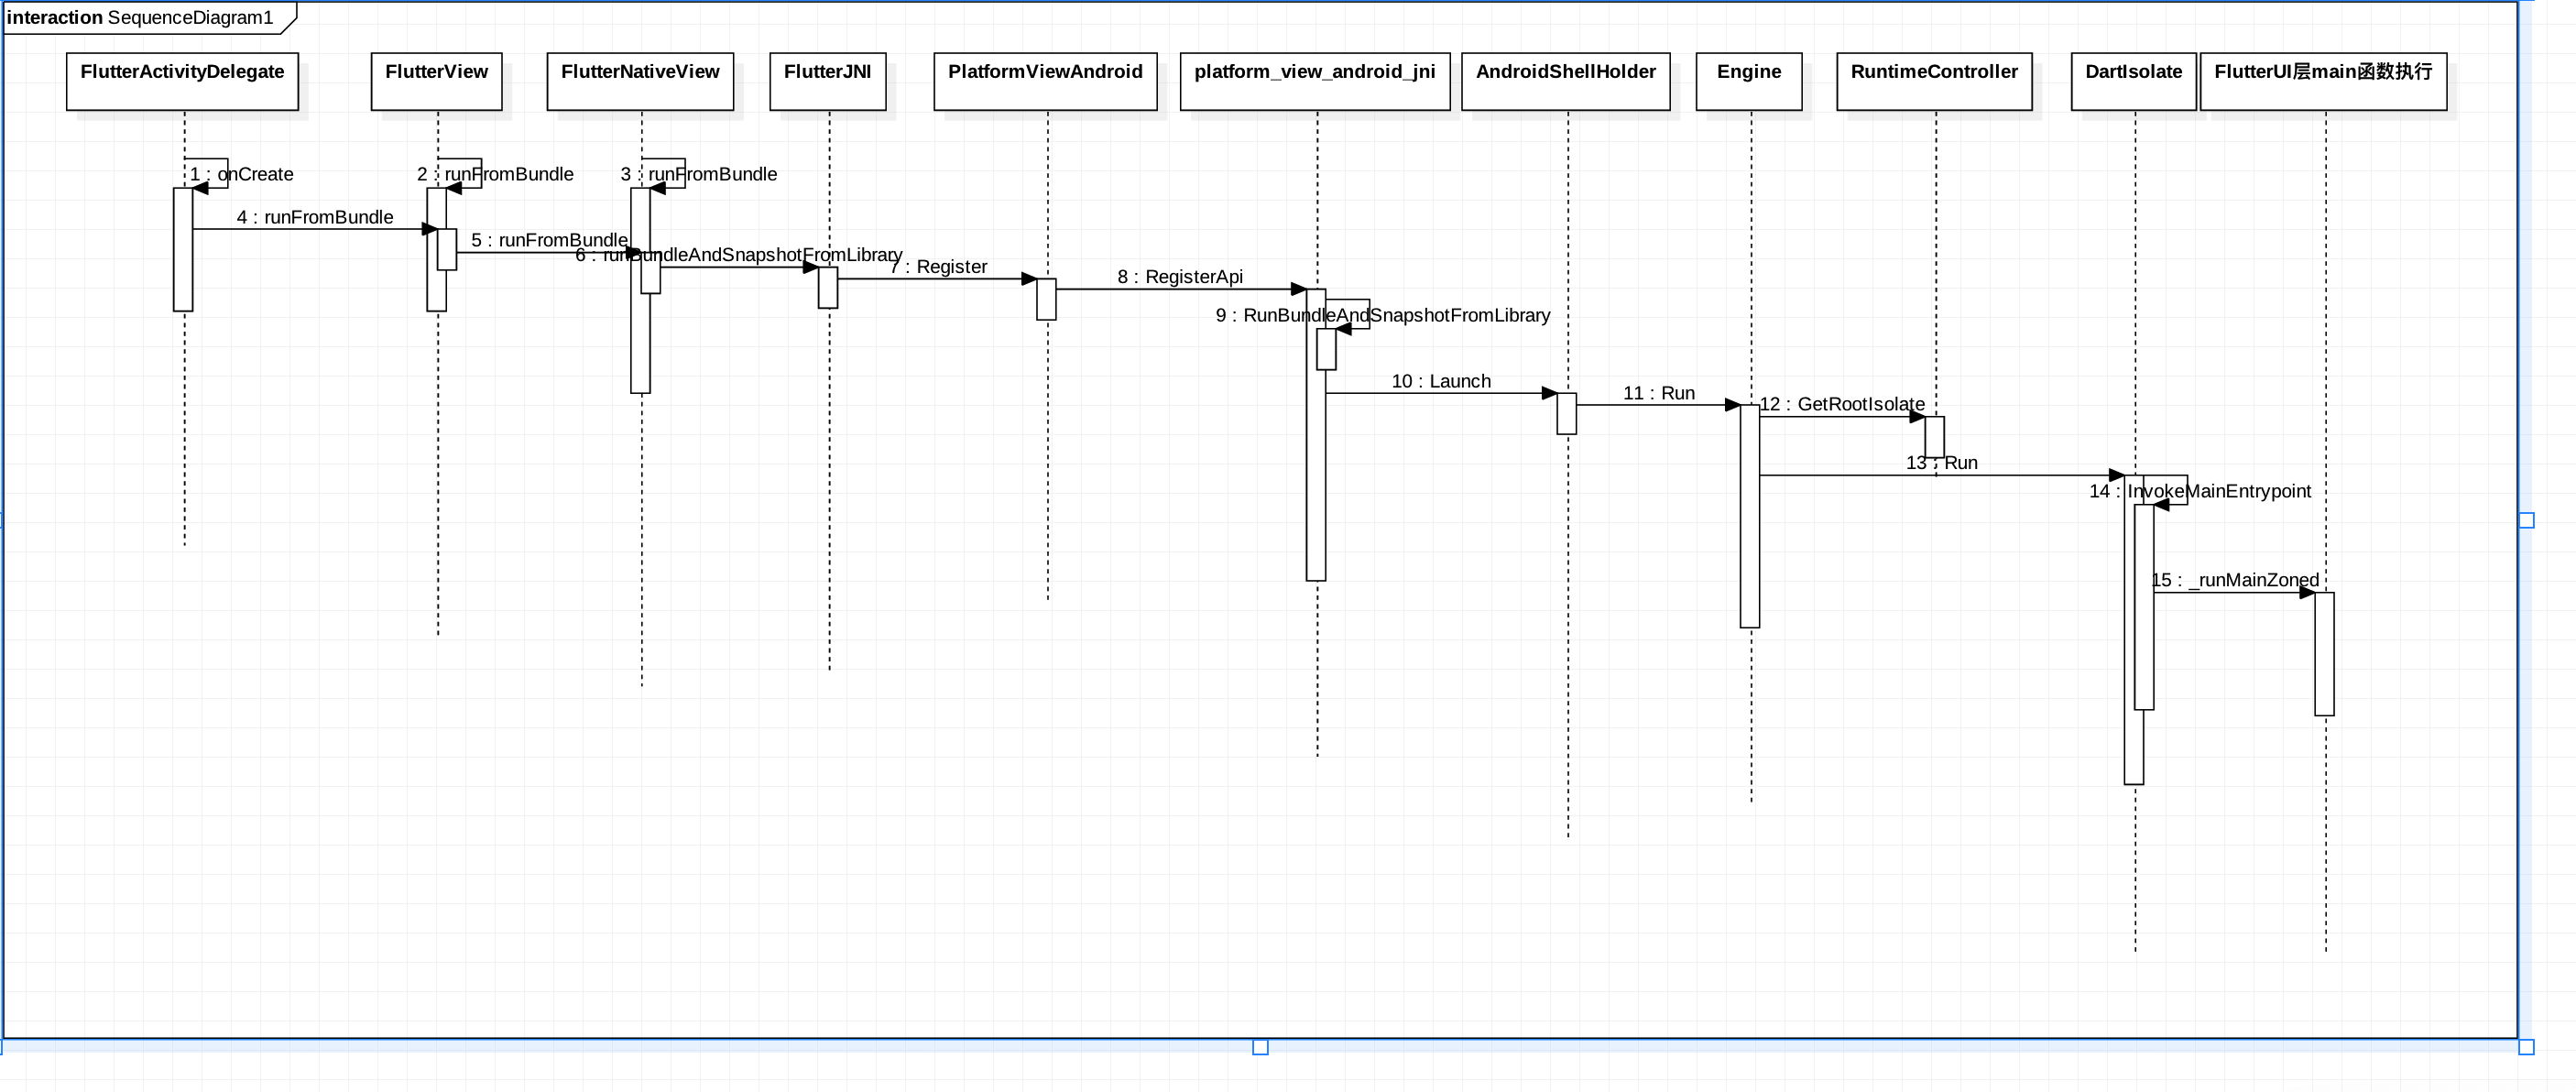 interaction SequenceDiagram1
FlutterActivityDelegate
FlutterView
FlutterNativeView
FlutterJNI
PlatformViewAndroid
platform_view_android_jni
AndroidShellHolder
Engine
RuntimeController
DartIsolate
FlutterUI层main函数执行
1 : onCreate
2 : runFromBundle
3 : runFromBundle
4 : runFromBundle
5 : runFromBundle
6 : runBundleAndSnapshotFromLibrary
7 : Register
8 : RegisterApi
9 : RunBundleAndSnapshotFromLibrary
10 : Launch
11 : Run
12 : GetRootIsolate
13 : Run
14 : InvokeMainEntrypoint
15 : _runMainZoned